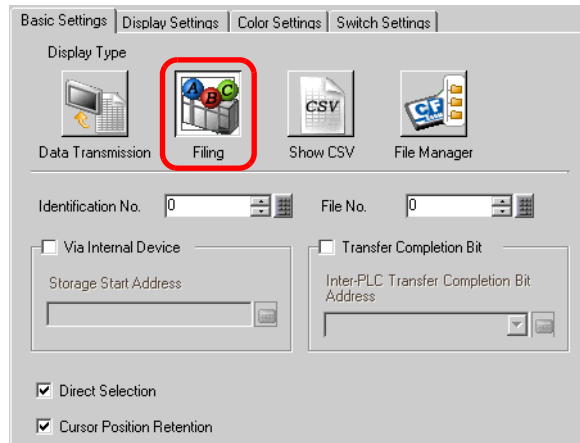 Basic Settings Display Settings Color Settings Switch Settings
Display Type
A B C CSV CF
Data Transmission Filing Show CSV File Manager
Identification No. 0 File No. 0
Via Internal Device Transfer Completion Bit
Storage Start Address Inter-PLC Transfer Completion Bit
Address
Direct Selection
Cursor Position Retention